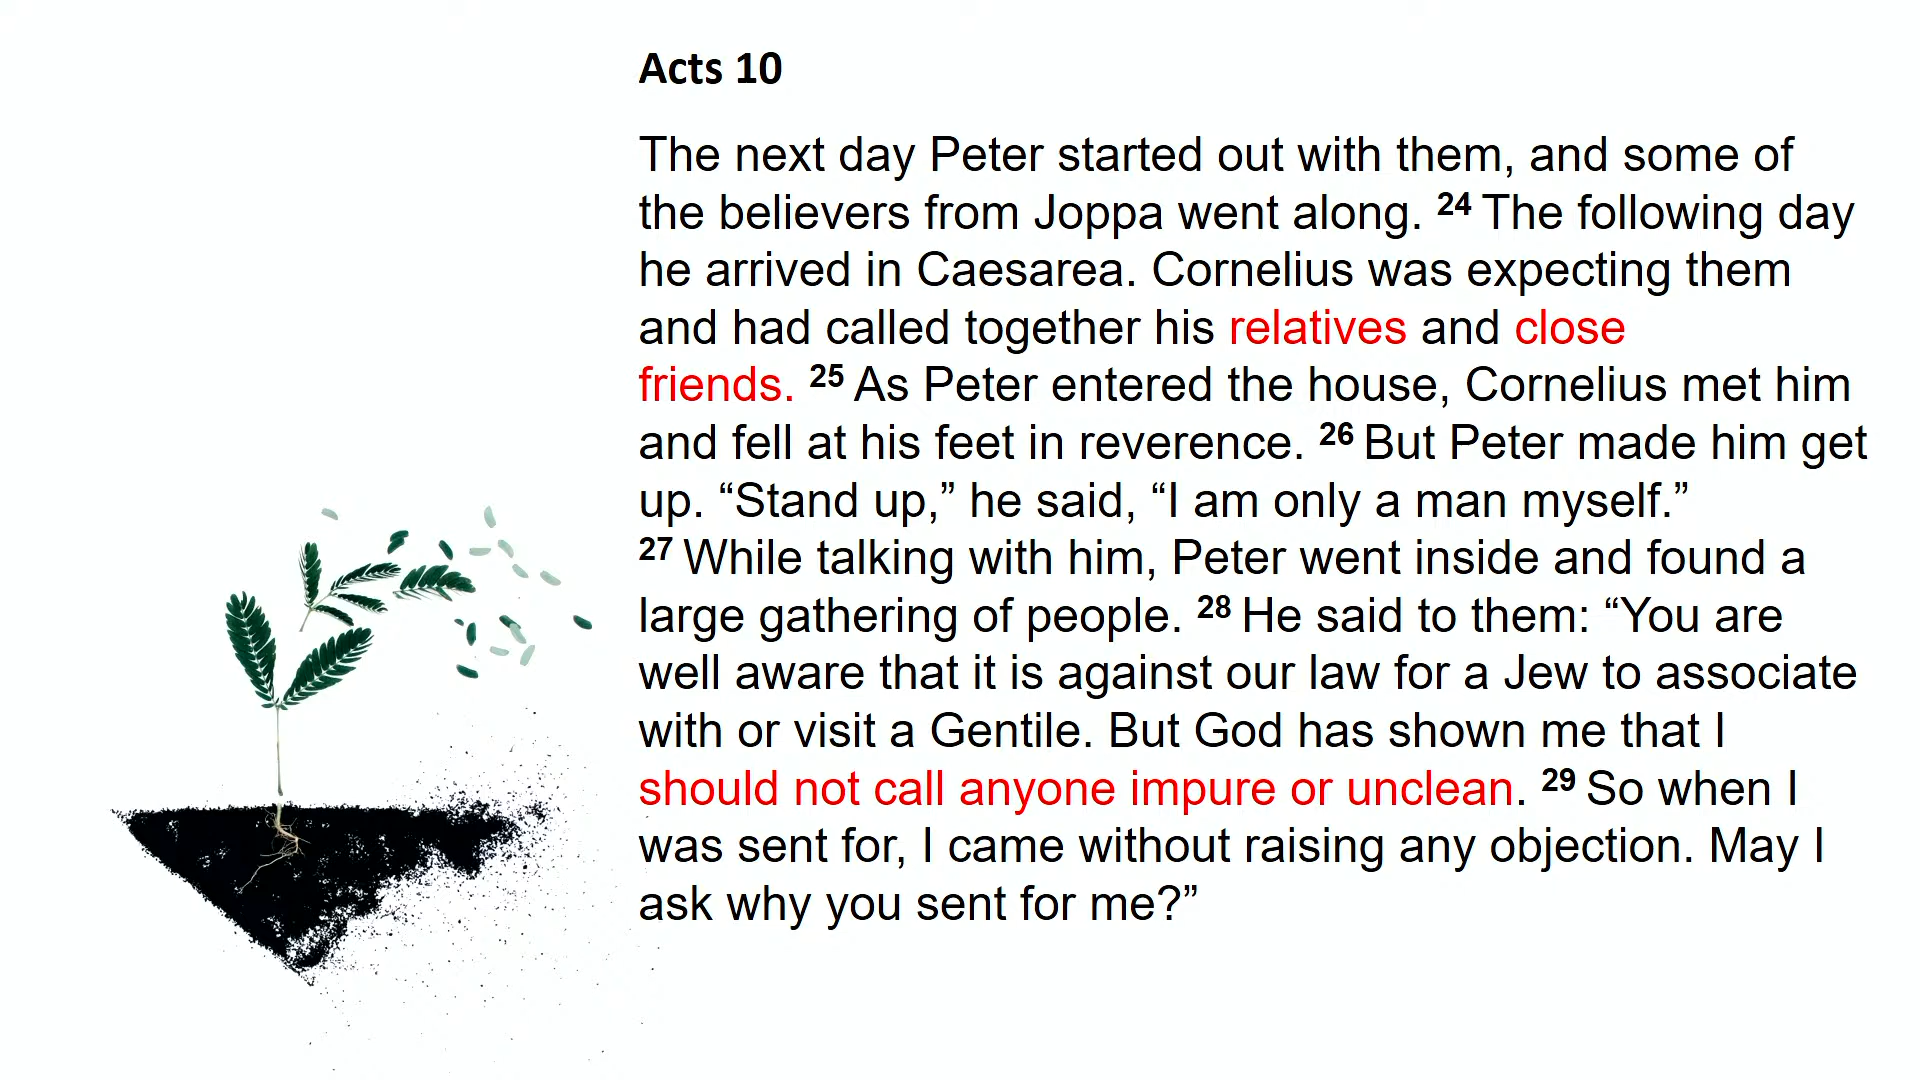 Acts 10
The next day Peter started out with them, and some of
the believers from Joppa went along. 24 The following day
he arrived in Caesarea. Cornelius was expecting them
and had called together his relatives and close
friends. 25 As Peter entered the house, Cornelius met him
and fell at his feet in reverence. 26 But Peter made him get
up. “Stand up,” he said, “I am only a man myself.”
27 While talking with him, Peter went inside and found a
large gathering of people. 28 He said to them: “You are
well aware that it is against our law for a Jew to associate
with or visit a Gentile. But God has shown me that I
should not call anyone impure or unclean. 29 So when I
was sent for, I came without raising any objection. May I
ask why you sent for me?”